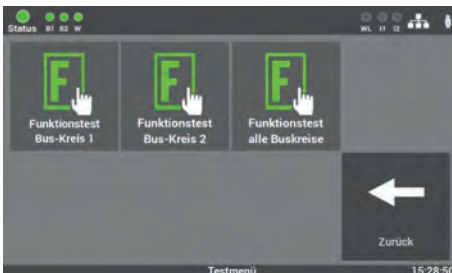 Status B1 B2 W WL I1 I2
F F F
Funktionstest Funktionstest Funktionstest
Bus-Kreis 1 Bus-Kreis 2 alle Buskreise
Zurück
Testmenü 15:28:50